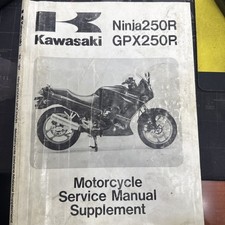 Ninja250R
Kawasaki GPX250R
Motorcycle
Service Manual
Supplement